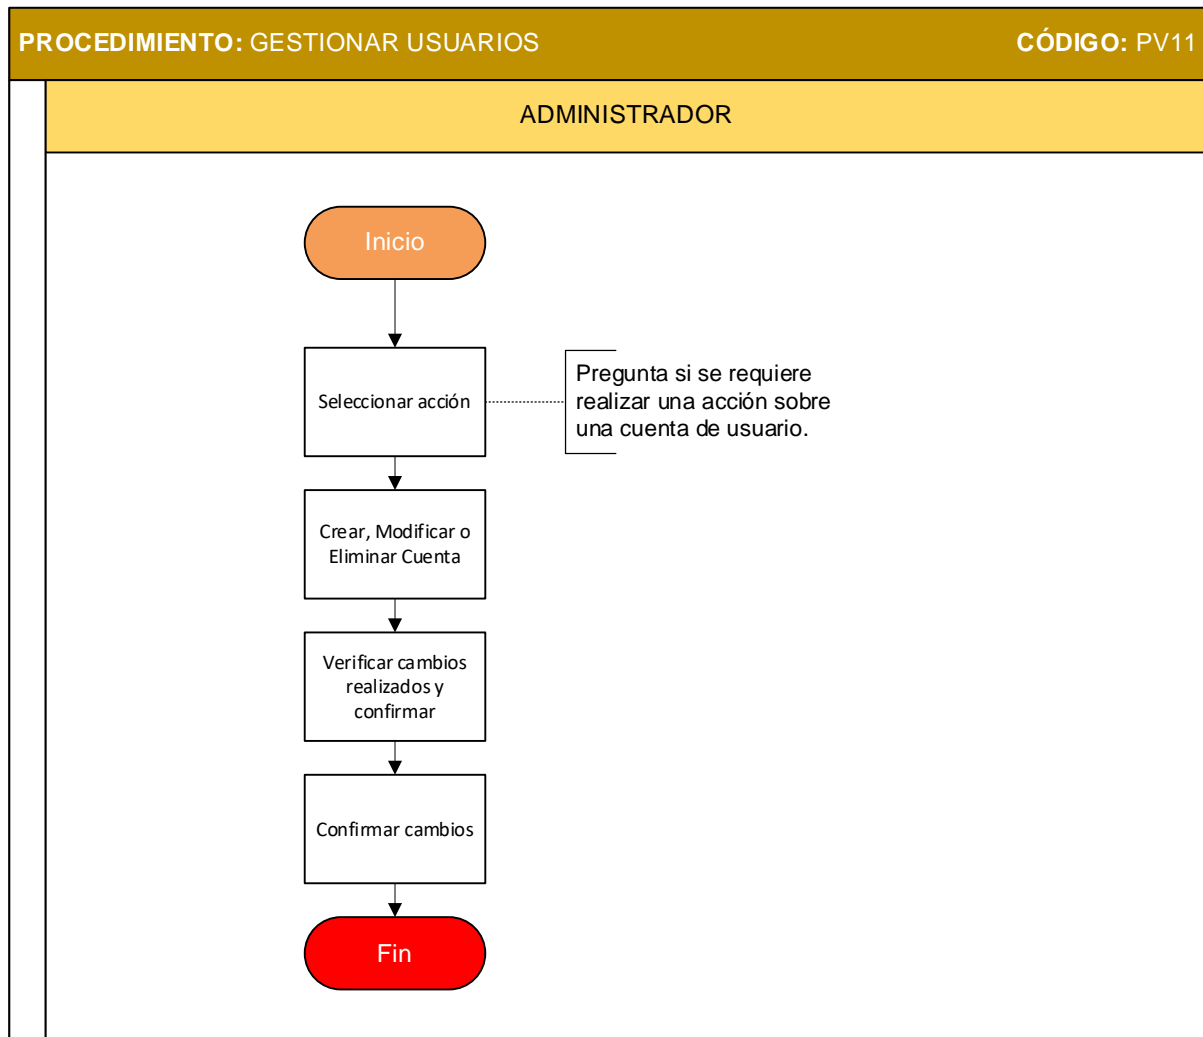 PROCEDIMIENTO: GESTIONAR USUARIOS CÓDIGO: PV11
ADMINISTRADOR
Inicio
Seleccionar acción
Pregunta si se requiere
realizar una acción sobre
una cuenta de usuario.
Crear, Modificar o
Eliminar Cuenta
Verificar cambios
realizados y
confirmar
Confirmar cambios
Fin